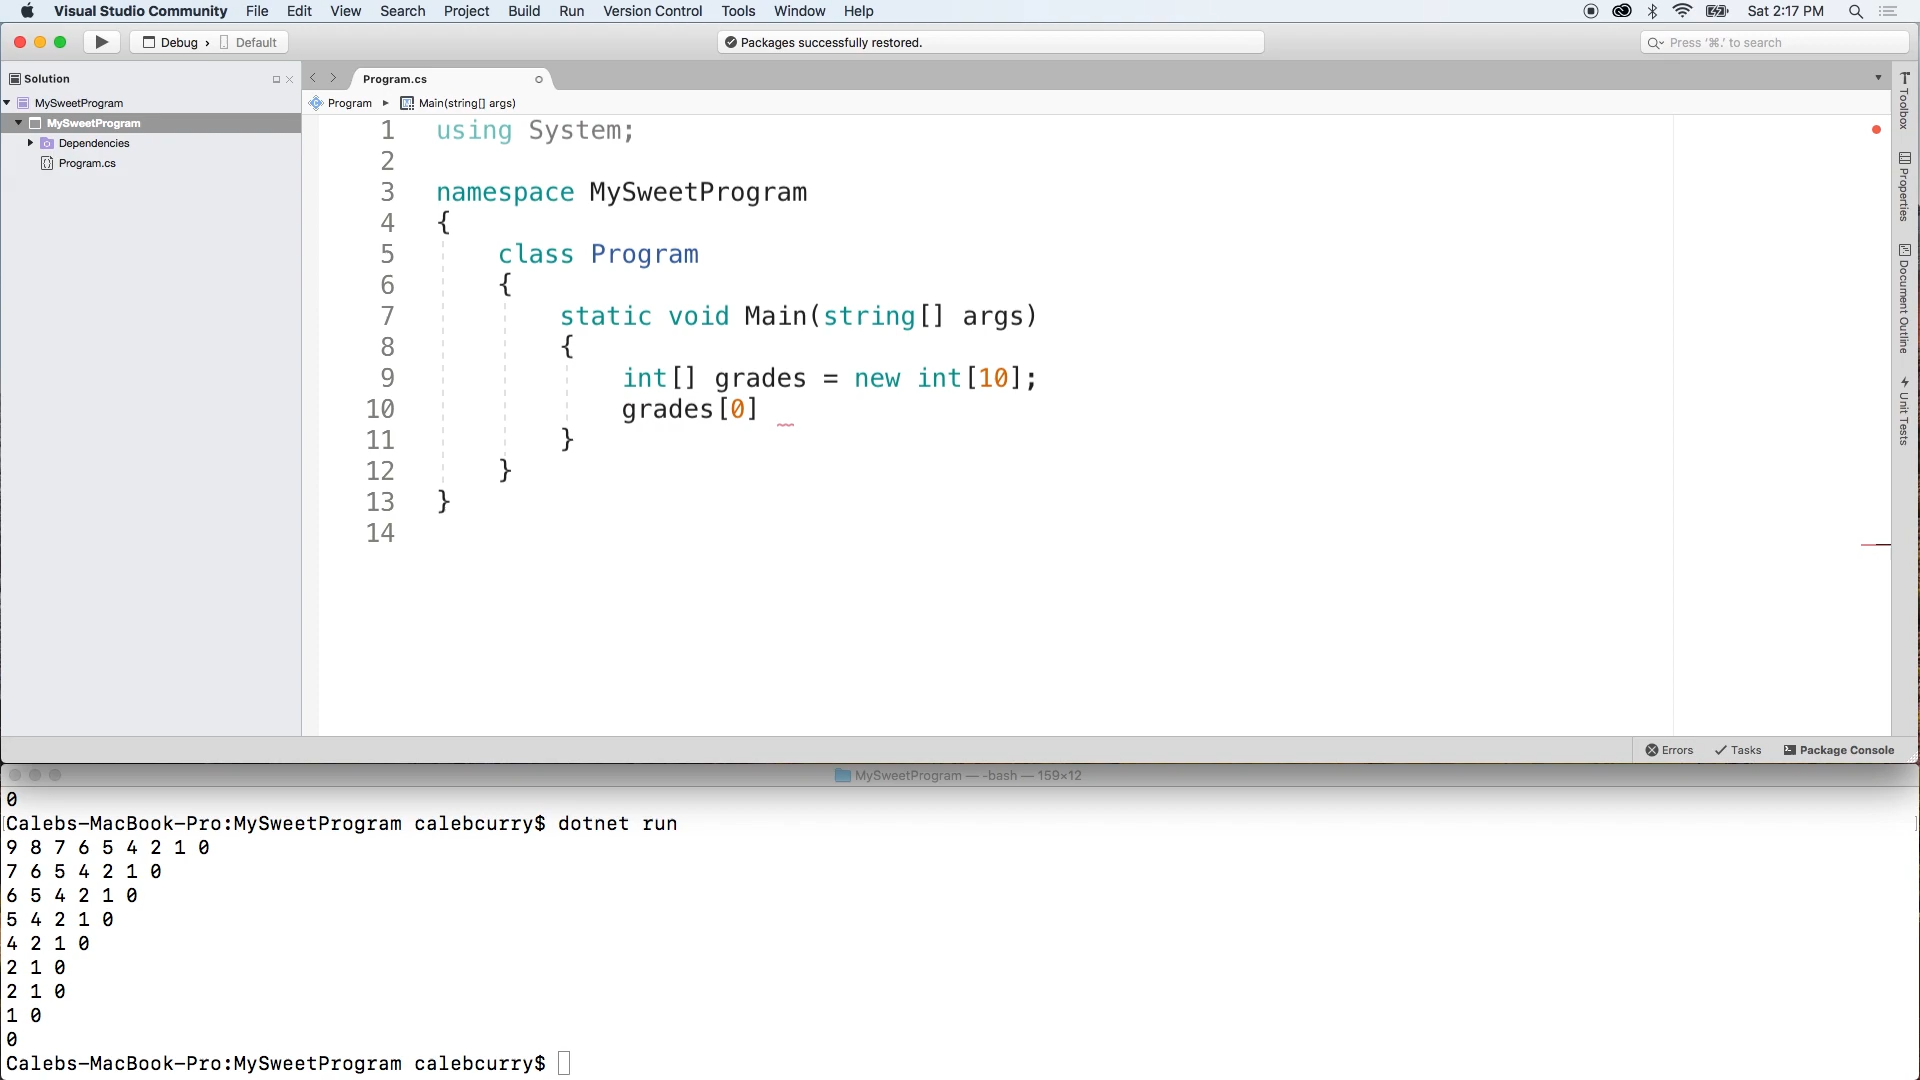 Visual Studio Community File Edit View Search Project Build Run Version Control Tools Window Help Sat 2:17 PM
Debug › Default Packages successfully restored. Press '⌘.' to search
Solution Program.cs
MySweetProgram Program ▸ Main(string[] args)
MySweetProgram
Dependencies
Program.cs
1 using System;
2
3 namespace MySweetProgram
4 {
5 class Program
6 {
7 static void Main(string[] args)
8 {
9 int[] grades = new int[10];
10 grades[0]
11 }
12 }
13 }
14
Toolbox
Properties
Document Outline
Unit Tests
Errors Tasks Package Console
MySweetProgram — -bash — 159×12
0
Calebs-MacBook-Pro:MySweetProgram calebcurry$ dotnet run
9 8 7 6 5 4 2 1 0
7 6 5 4 2 1 0
6 5 4 2 1 0
5 4 2 1 0
4 2 1 0
2 1 0
2 1 0
1 0
0
Calebs-MacBook-Pro:MySweetProgram calebcurry$